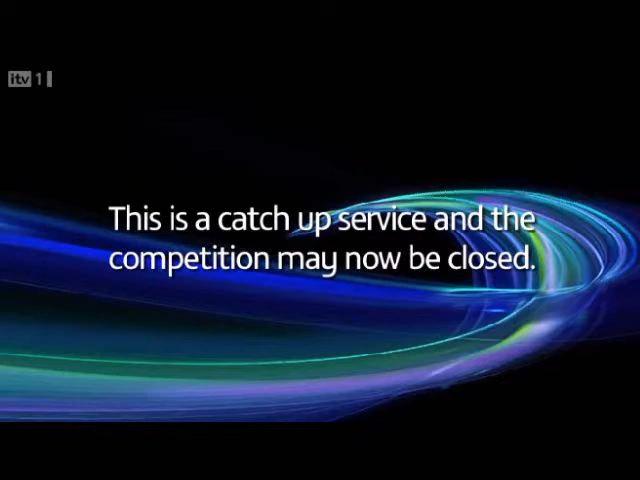 itv 1
This is a catch up service and the
competition may now be closed.